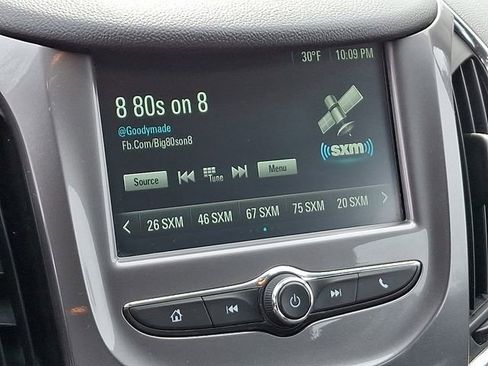 30°F 10:09 PM
8 80s on 8
@Goodymade
Fb.Com/Big80son8
sxm
Source Tune Menu
26 SXM 46 SXM 67 SXM 75 SXM 20 SXM